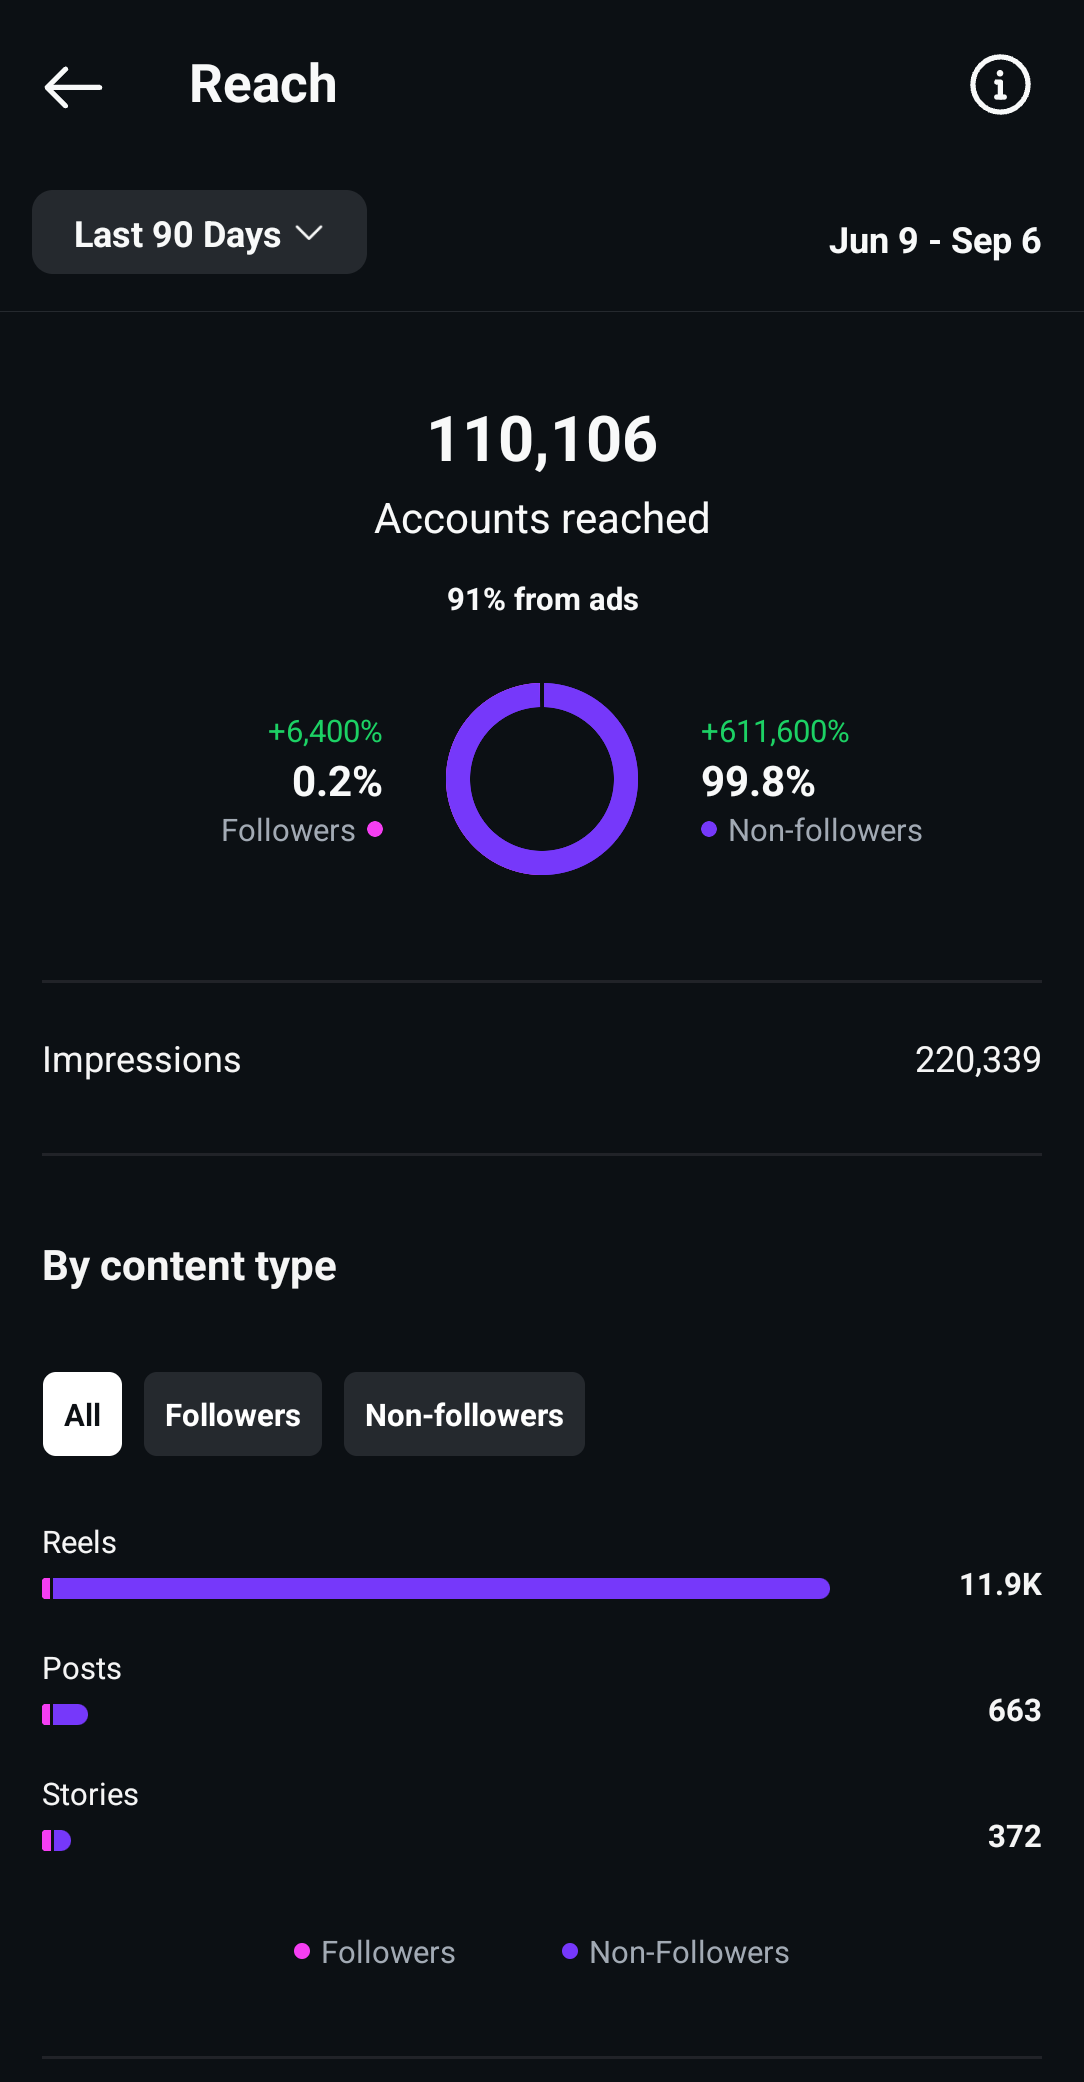 Reach
Last 90 Days
Jun 9 - Sep 6
110,106
Accounts reached
91% from ads
+6,400%
0.2%
Followers
+611,600%
99.8%
Non-followers
Impressions
220,339
By content type
All
Followers
Non-followers
Reels
11.9K
Posts
663
Stories
372
Followers
Non-Followers